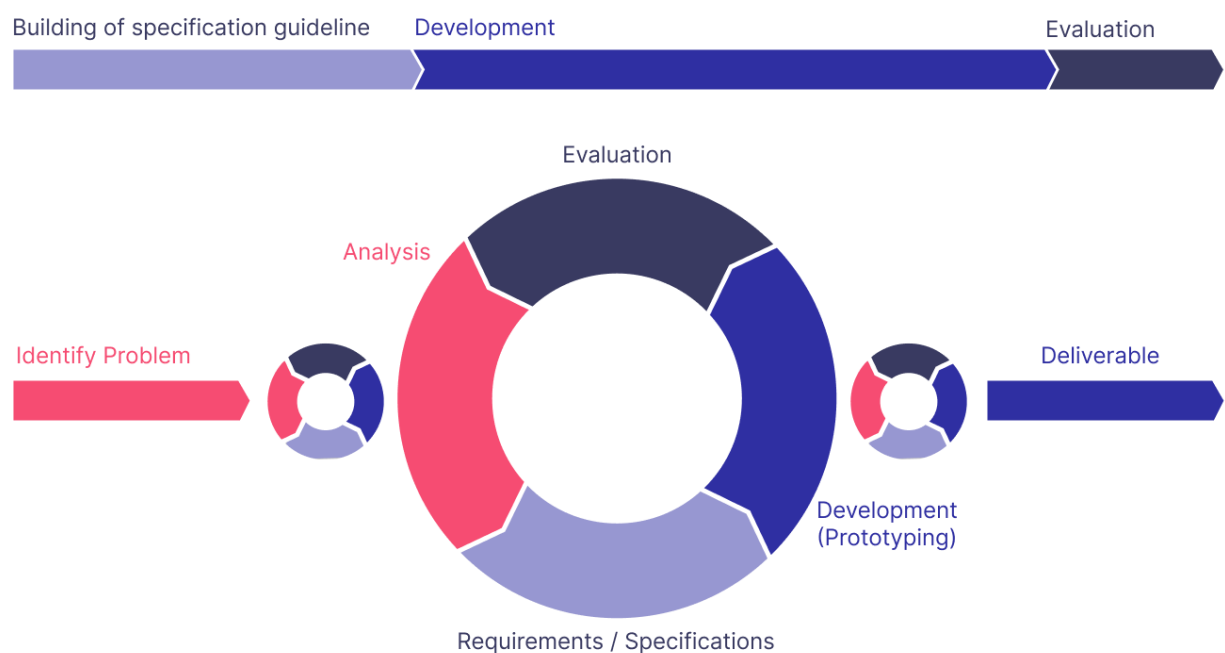 Building of specification guideline
Development
Evaluation
Evaluation
Analysis
Identify Problem
Deliverable
Development
(Prototyping)
Requirements / Specifications